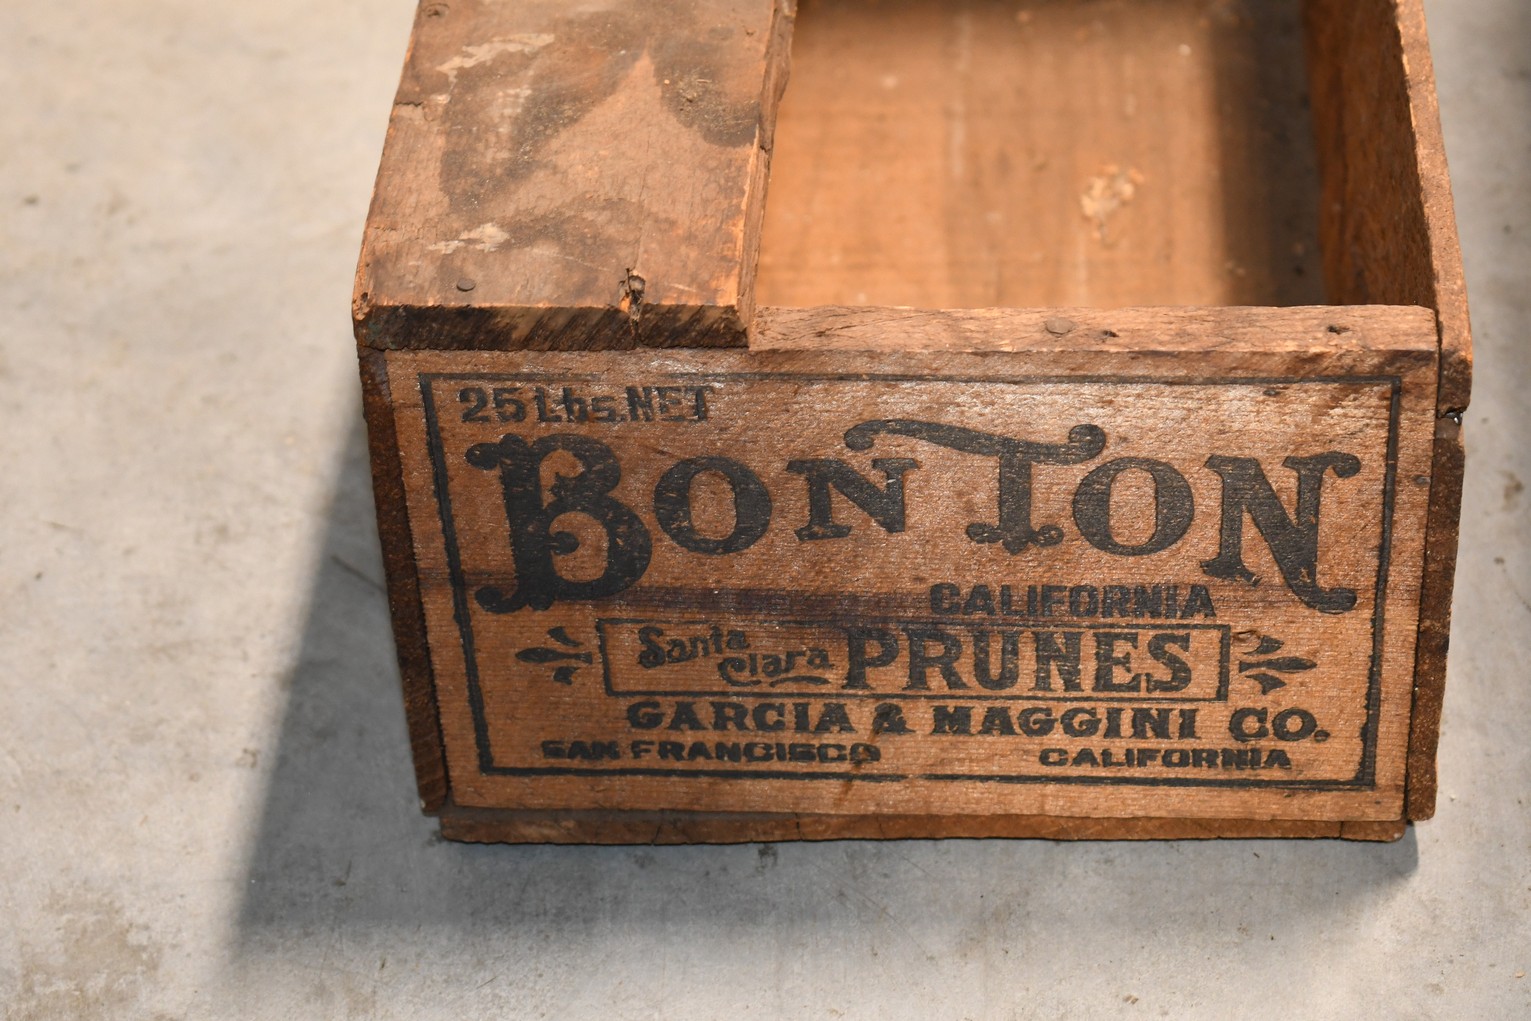 25 Lbs. NET
BON TON
CALIFORNIA
Santa Clara PRUNES
GARCIA & MAGGINI CO.
SAN FRANCISCO CALIFORNIA